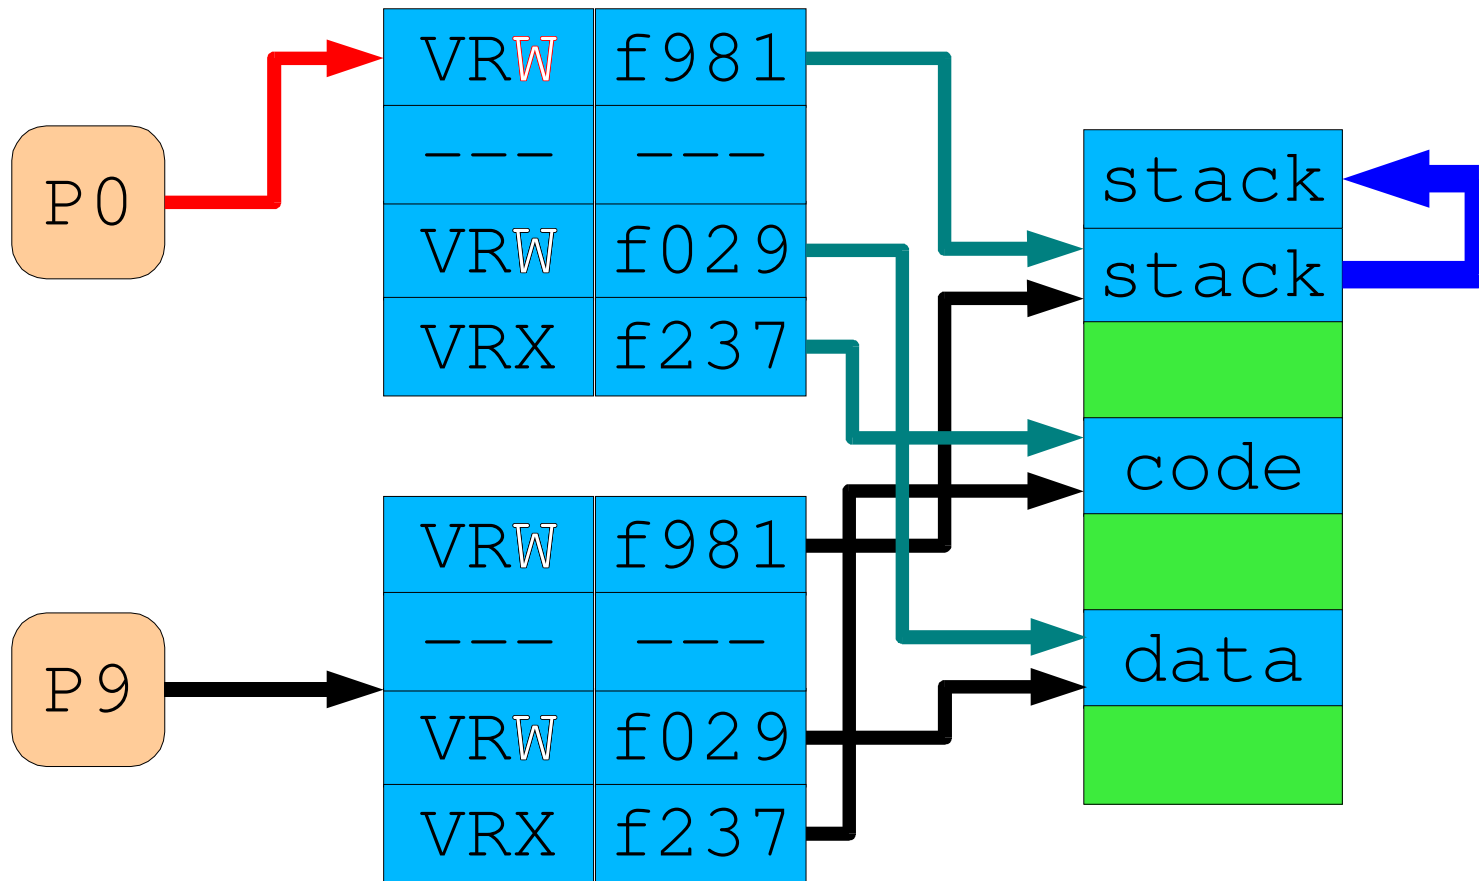 P0
VRW f981
--- ---
VRW f029
VRX f237
P9
VRW f981
--- ---
VRW f029
VRX f237
stack
stack
code
data